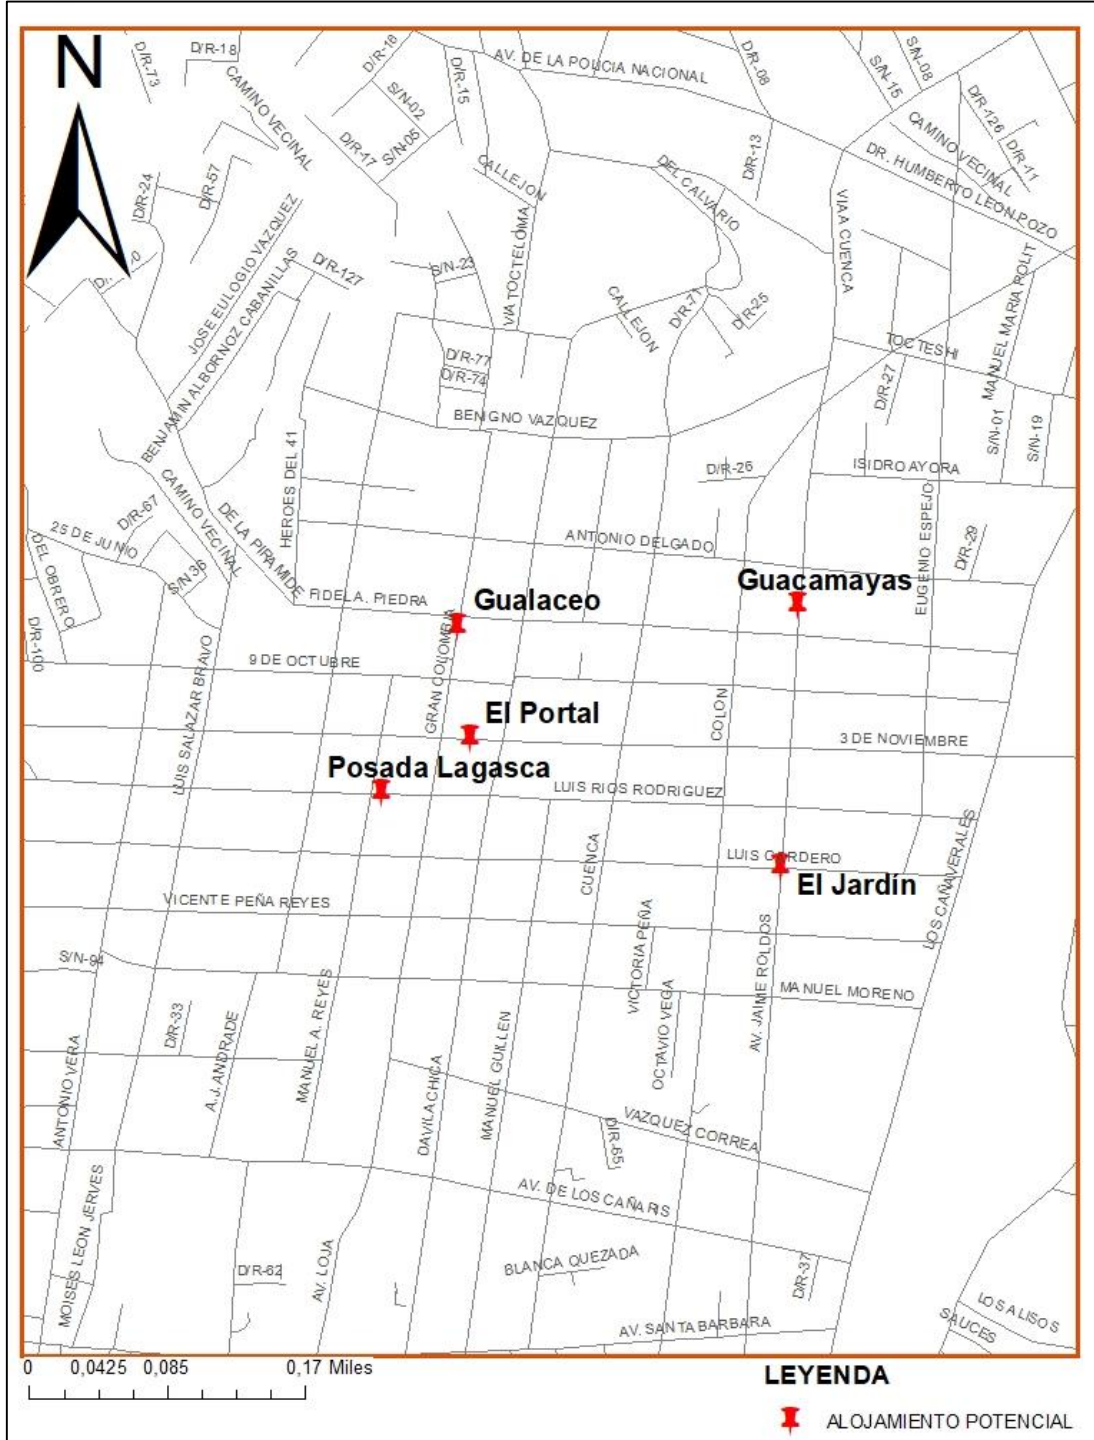 N
D/R-73
D/R-18
D/R-18
AV. DE LA POLICIA NACIONAL
D/R-08
S/N-15
S/N-08
CAMINO VECINAL
S/N-02
D/R-15
D/R-126
D/R-17
S/N-05
CALLEJON
DEL CALVARIO
D/R-13
CAMINO VECINAL
D/R-11
DR. HUMBERTO LEON POZO
D/R-24
D/R-57
JOSE EULOGIO VAZQUEZ
D/R-127
S/N-23
VIA TOCTELOMA
VIA A CUENCA
MANUEL MARIA POLIT
BENJAMIN ALBORNOZ CABANILLAS
CALLEJON
D/R-71
D/R-25
TOCTESHI
D/R-77
D/R-74
D/R-27
BENIGNO VAZQUEZ
S/N-01
S/N-19
HEROES DEL 41
D/R-26
ISIDRO AYORA
CAMINO VECINAL
D/R-67
DE LA PIRAMIDE
25 DE JUNIO
DEL OBRERO
S/N 36
ANTONIO DELGADO
EUGENIO ESPEJO
D/R-29
FIDEL A. PIEDRA
Gualaceo
Guacamayas
D/R-100
9 DE OCTUBRE
GRAN COLOMBIA
LUIS SALAZAR BRAVO
El Portal
COLON
3 DE NOVIEMBRE
Posada Lagasca
LUIS RIOS RODRIGUEZ
CUENCA
LUIS CORDERO
El Jardín
LOS CAÑAVERALES
VICENTE PEÑA REYES
VICTORIA PEÑA
AV. JAIME ROLDOS
S/N-94
MANUEL MORENO
D/R-33
A.J. ANDRADE
MANUEL A. REYES
OCTAVIO VEGA
ANTONIO VERA
DAVILA CHICA
MANUEL GUILLEN
VAZQUEZ CORREA
D/R-65
AV. DE LOS CAÑARIS
MOISES LEON JERVES
D/R-62
AV. LOJA
BLANCA QUEZADA
D/R-37
AV. SANTA BARBARA
LOS ALISOS
SAUCES
0 0,0425 0,085 0,17 Miles
LEYENDA
ALOJAMIENTO POTENCIAL